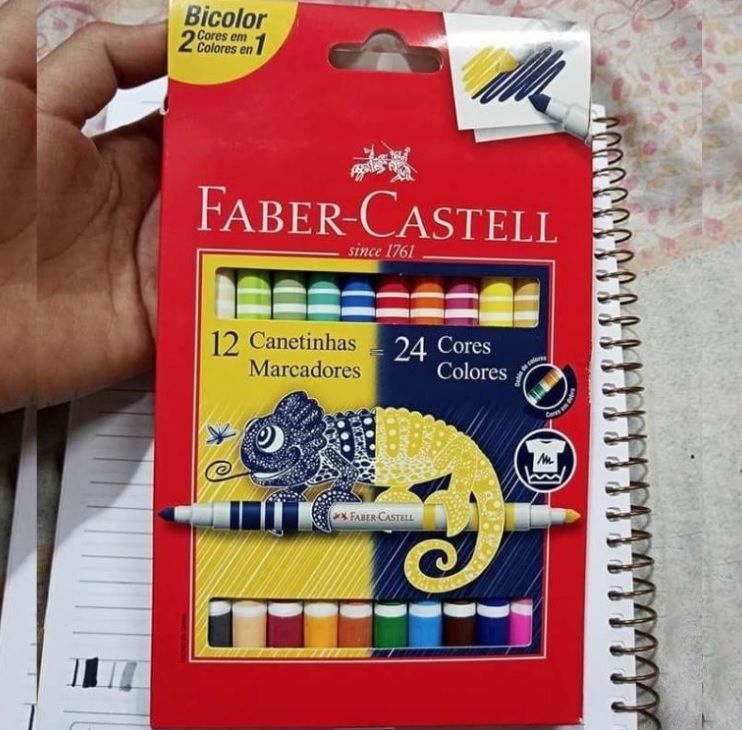 Bicolor
2 Cores em
Colores en 1
FABER-CASTELL
since 1761
12 Canetinhas
Marcadores
=
24 Cores
Colores
FABER-CASTELL